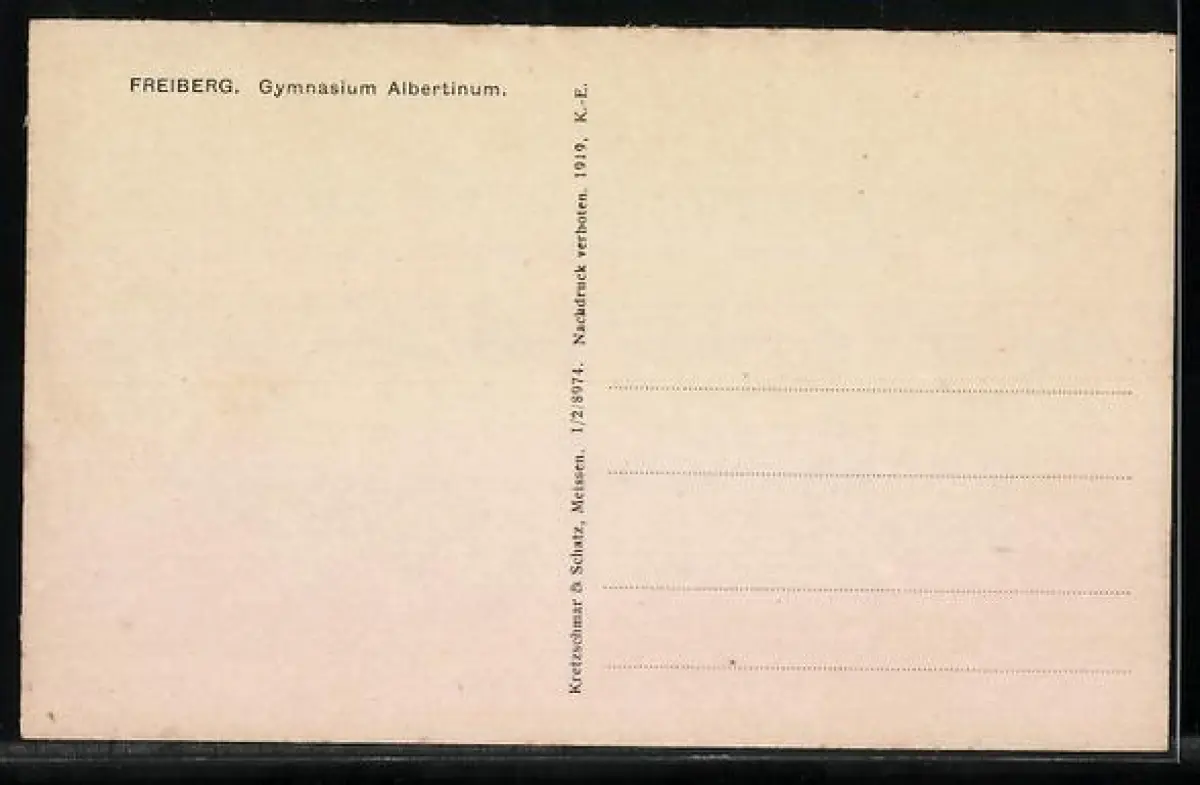 FREIBERG. Gymnasium Albertinum.
Kretzschmar & Schatz, Meissen. 1/2/8974. Nachdruck verboten. 1919, K.-E.